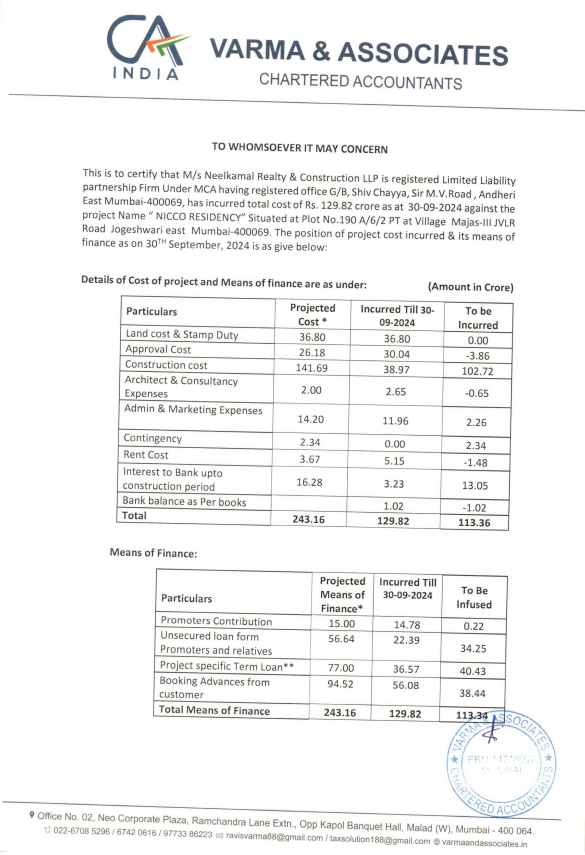 CA
INDIA
VARMA & ASSOCIATES
CHARTERED ACCOUNTANTS
TO WHOMSOEVER IT MAY CONCERN
This is to certify that M/s Neelkamal Realty & Construction LLP is registered Limited Liability
partnership Firm Under MCA having registered office G/B, Shiv Chayya, Sir M.V.Road , Andheri
East Mumbai-400069, has incurred total cost of Rs. 129.82 crore as at 30-09-2024 against the
project Name “ NICCO RESIDENCY” Situated at Plot No.190 A/6/2 PT at Village Majas-III JVLR
Road Jogeshwari east Mumbai-400069. The position of project cost incurred & its means of
finance as on 30TH September, 2024 is as give below:
Details of Cost of project and Means of finance are as under: (Amount in Crore)
Particulars Projected Cost * Incurred Till 30-09-2024 To be Incurred
Land cost & Stamp Duty 36.80 36.80 0.00
Approval Cost 26.18 30.04 -3.86
Construction cost 141.69 38.97 102.72
Architect & Consultancy Expenses 2.00 2.65 -0.65
Admin & Marketing Expenses 14.20 11.96 2.26
Contingency 2.34 0.00 2.34
Rent Cost 3.67 5.15 -1.48
Interest to Bank upto construction period 16.28 3.23 13.05
Bank balance as Per books 1.02 -1.02
Total 243.16 129.82 113.36
Means of Finance:
Particulars Projected Means of Finance* Incurred Till 30-09-2024 To Be Infused
Promoters Contribution 15.00 14.78 0.22
Unsecured loan form Promoters and relatives 56.64 22.39 34.25
Project specific Term Loan** 77.00 36.57 40.43
Booking Advances from customer 94.52 56.08 38.44
Total Means of Finance 243.16 129.82 113.34
VARMA & ASSOCIATES
CHARTERED ACCOUNTANTS
Office No. 02, Neo Corporate Plaza, Ramchandra Lane Extn., Opp Kapol Banquet Hall, Malad (W), Mumbai - 400 064.
022-6708 5296 / 6742 0616 / 97733 86223 ravisvarma88@gmail.com / taxsolution188@gmail.com varmaandassociates.in